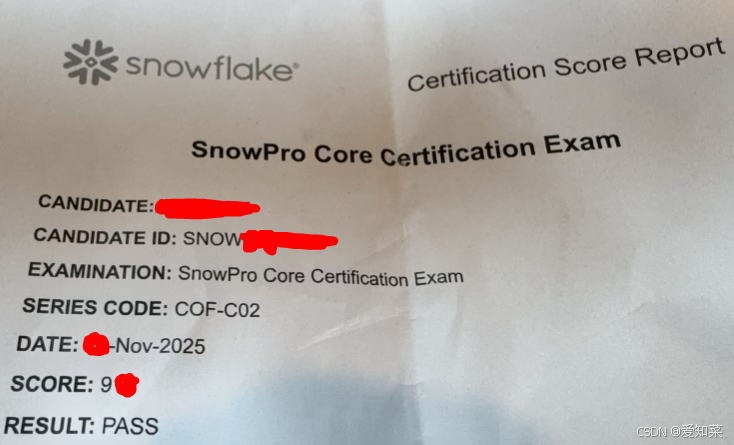 snowflake®
Certification Score Report
SnowPro Core Certification Exam
CANDIDATE:
CANDIDATE ID: SNOW
EXAMINATION: SnowPro Core Certification Exam
SERIES CODE: COF-C02
DATE: -Nov-2025
SCORE: 9
RESULT: PASS
CSDN @爱知菜